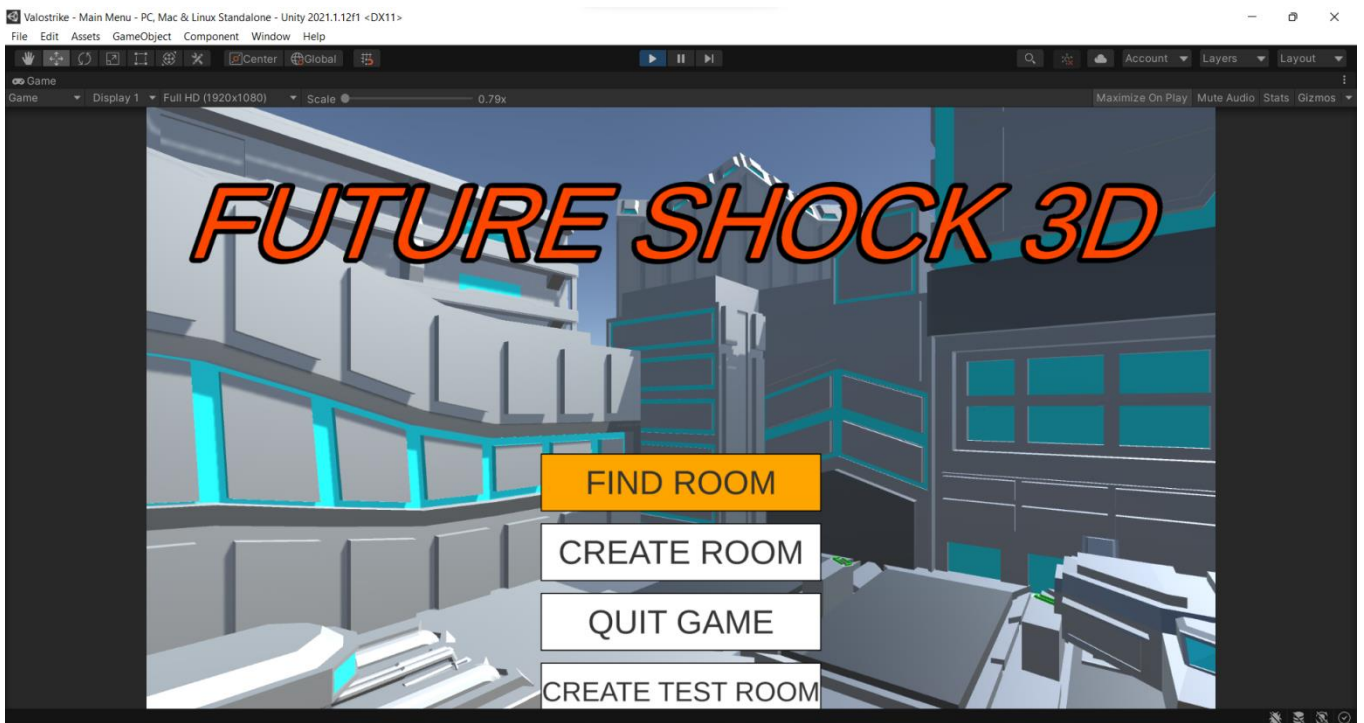 Valostrike - Main Menu - PC, Mac & Linux Standalone - Unity 2021.1.12f1 <DX11>
File Edit Assets GameObject Component Window Help
Center Global Account Layers Layout
Game
Game Display 1 Full HD (1920x1080) Scale 0.79x Maximize On Play Mute Audio Stats Gizmos
FUTURE SHOCK 3D
FIND ROOM
CREATE ROOM
QUIT GAME
CREATE TEST ROOM